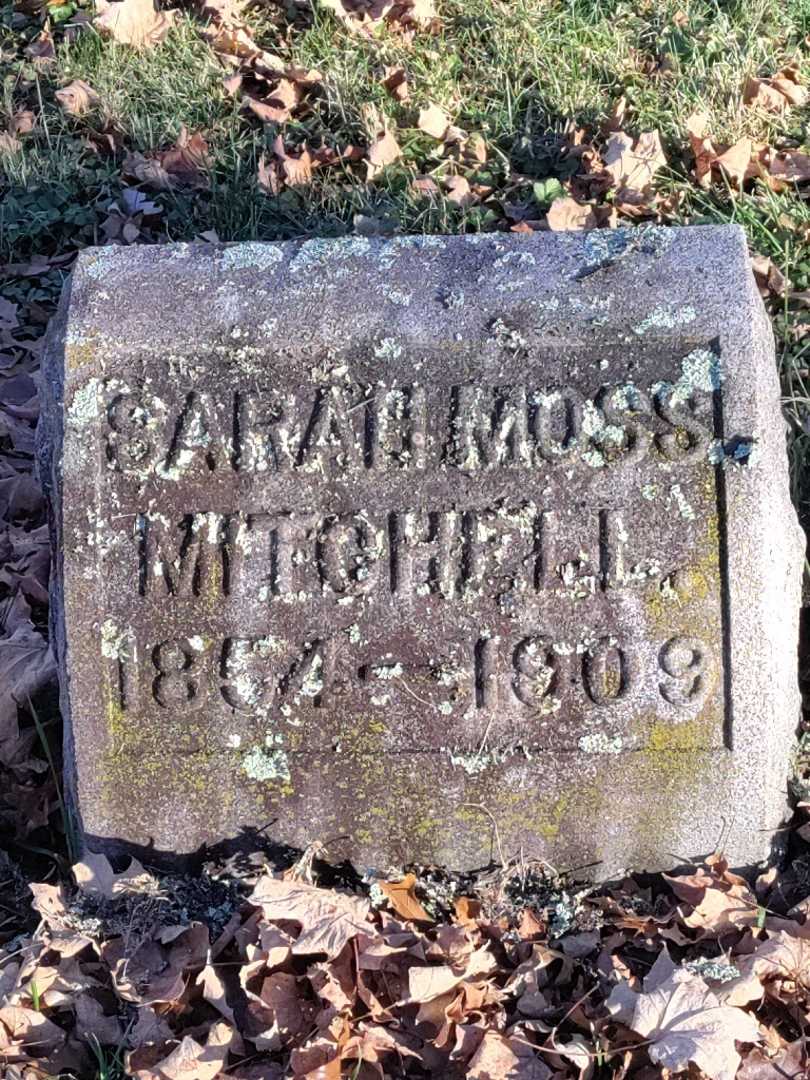 SARAH MOSS
MITCHELL.
1854-1909